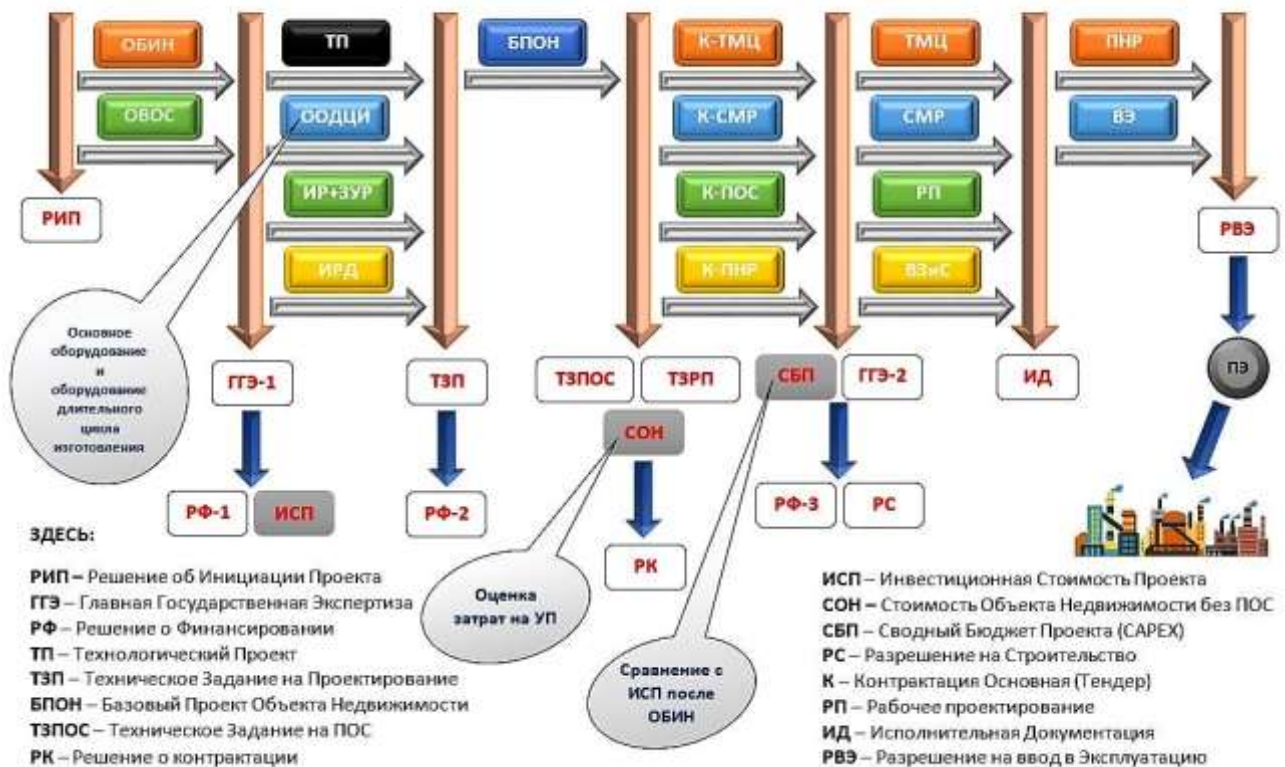 ОБИН
ТП
БПОН
К-ТМЦ
ТМЦ
ПНР
ОВОС
ООДЦИ
К-СМР
СМР
ВЭ
РИП
ИР+ЗУР
К-ПОС
РП
РВЭ
ИРД
К-ПНР
ВЗиС
Основное
оборудование
и
оборудование
длительного
цикла
изготовления
ГГЭ-1
ТЗП
ТЗПОС
ТЗРП
СБП
ГГЭ-2
ИД
ПЭ
СОН
РФ-1
ИСП
РФ-2
РФ-3
РС
РК
Оценка
затрат на УП
Сравнение с
ИСП после
ОБИН
ЗДЕСЬ:
РИП – Решение об Инициации Проекта
ГГЭ – Главная Государственная Экспертиза
РФ – Решение о Финансировании
ТП – Технологический Проект
ТЗП – Техническое Задание на Проектирование
БПОН – Базовый Проект Объекта Недвижимости
ТЗПОС – Техническое Задание на ПОС
РК – Решение о контрактации
ИСП – Инвестиционная Стоимость Проекта
СОН – Стоимость Объекта Недвижимости без ПОС
СБП – Сводный Бюджет Проекта (CAPEX)
РС – Разрешение на Строительство
К – Контрактация Основная (Тендер)
РП – Рабочее проектирование
ИД – Исполнительная Документация
РВЭ – Разрешение на ввод в Эксплуатацию